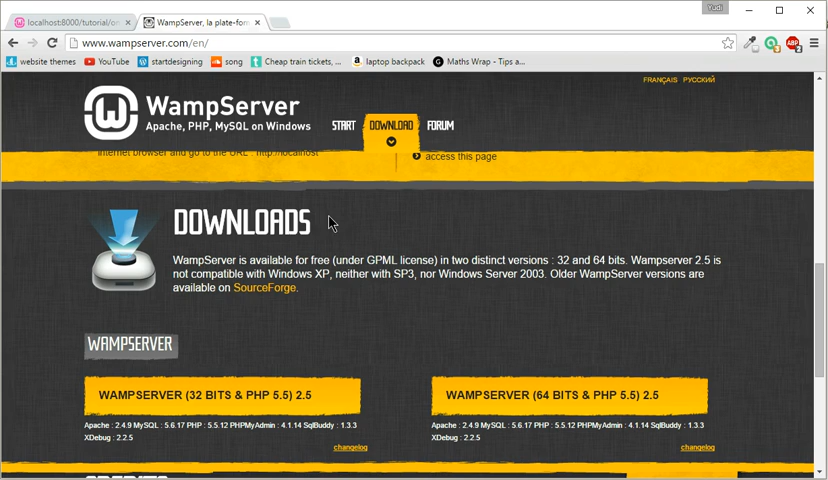 Yudi
localhost:8000/tutorial/on
WampServer, la plate-forn
www.wampserver.com/en/
website themes
YouTube
startdesigning
song
Cheap train tickets, ...
laptop backpack
Maths Wrap - Tips a...
FRANÇAIS РУССКИЙ
WampServer
Apache, PHP, MySQL on Windows
START DOWNLOAD FORUM
internet browser and go to the URL : http://localhost
access this page
DOWNLOADS
WampServer is available for free (under GPML license) in two distinct versions : 32 and 64 bits. Wampserver 2.5 is
not compatible with Windows XP, neither with SP3, nor Windows Server 2003. Older WampServer versions are
available on SourceForge.
WAMPSERVER
WAMPSERVER (32 BITS & PHP 5.5) 2.5
Apache : 2.4.9 MySQL : 5.6.17 PHP : 5.5.12 PHPMyAdmin : 4.1.14 SqlBuddy : 1.3.3
XDebug : 2.2.5
changelog
WAMPSERVER (64 BITS & PHP 5.5) 2.5
Apache : 2.4.9 MySQL : 5.6.17 PHP : 5.5.12 PHPMyAdmin : 4.1.14 SqlBuddy : 1.3.3
XDebug : 2.2.5
changelog